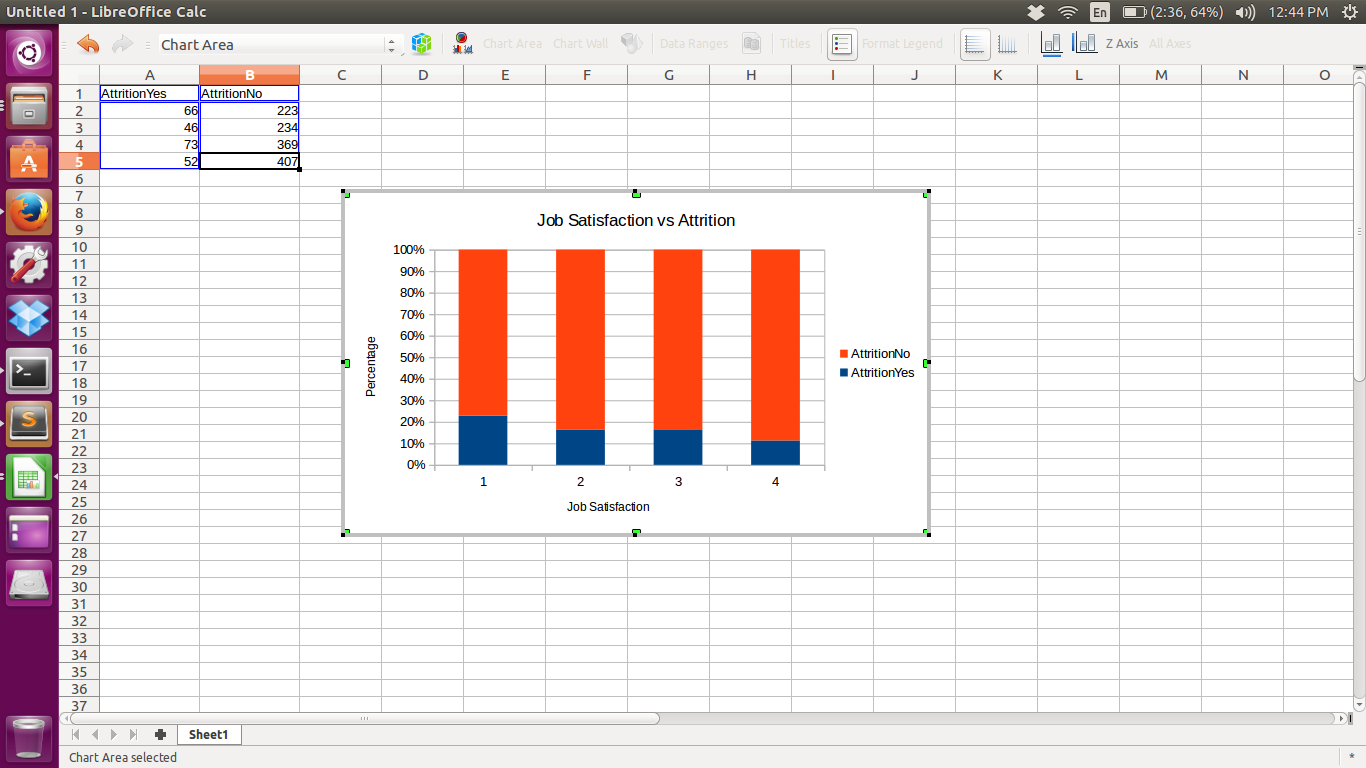 Untitled 1 - LibreOffice Calc En (2:36, 64%) 12:44 PM
Chart Area Chart Area Chart Wall Data Ranges Titles Format Legend Z Axis All Axes
A B C D E F G H I J K L M N O
1 AttritionYes AttritionNo
2 66 223
3 46 234
4 73 369
5 52 407
6
7
8
9
10
11
12
13
14
15
16
17
18
19
20
21
22
23
24
25
26
27
28
29
30
31
32
33
34
35
36
37
Job Satisfaction vs Attrition
100%
90%
80%
70%
60%
50%
40%
30%
20%
10%
0%
Percentage
1 2 3 4
Job Satisfaction
AttritionNo
AttritionYes
Sheet1
Chart Area selected *